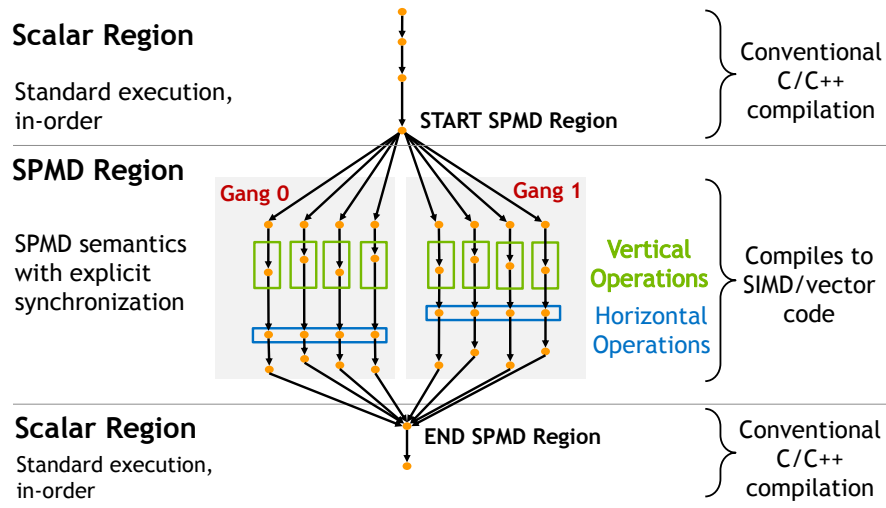 Scalar Region
Standard execution,
in-order
START SPMD Region
Conventional
C/C++
compilation
SPMD Region
SPMD semantics
with explicit
synchronization
Gang 0
Gang 1
Vertical
Operations
Horizontal
Operations
Compiles to
SIMD/vector
code
Scalar Region
Standard execution,
in-order
END SPMD Region
Conventional
C/C++
compilation